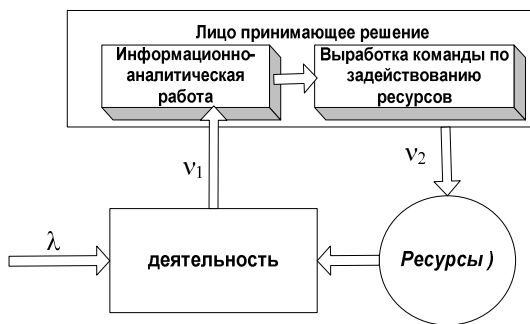 Лицо принимающее решение
Информационно-
аналитическая
работа
Выработка команды по
задействованию
ресурсов
ν1
ν2
λ
деятельность
Ресурсы )